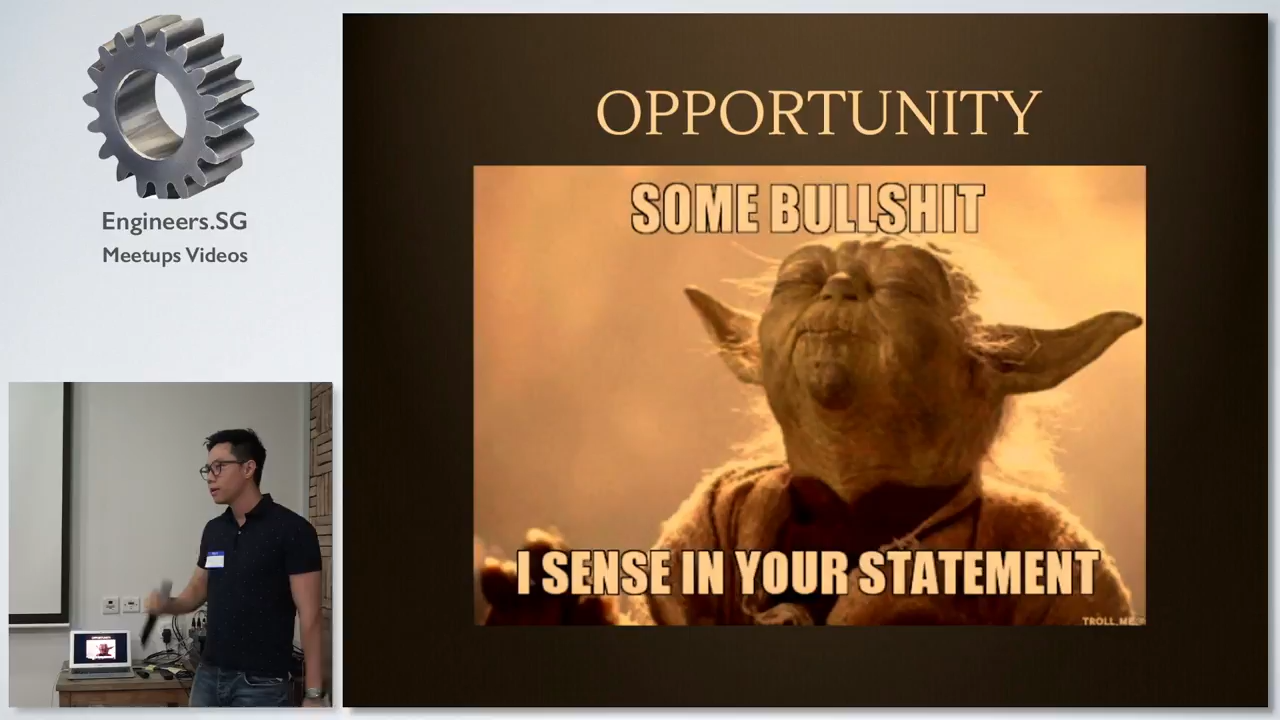 Engineers.SG
Meetups Videos
OPPORTUNITY
SOME BULLSHIT
I SENSE IN YOUR STATEMENT
TROLL.ME